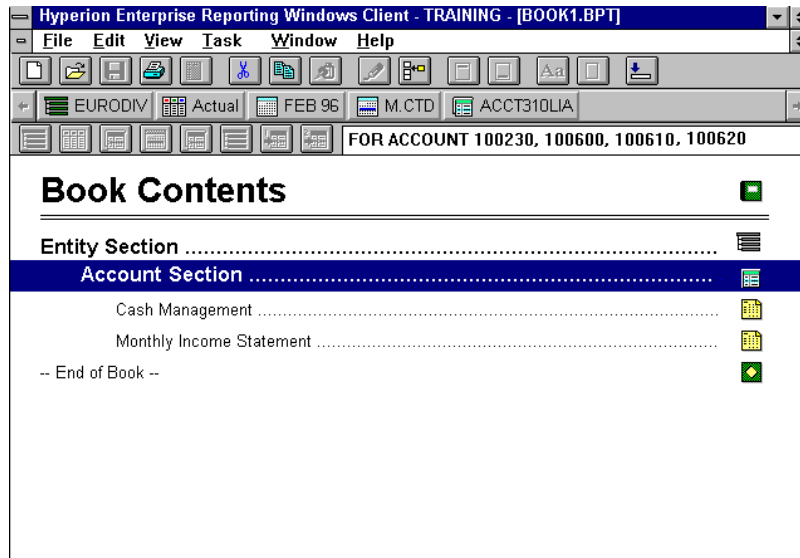 Hyperion Enterprise Reporting Windows Client - TRAINING - [BOOK1.BPT]
File Edit View Task Window Help
Aa
EURODIV Actual FEB 96 M.CTD ACCT310LIA
FOR ACCOUNT 100230, 100600, 100610, 100620
Book Contents
Entity Section ..........................................................................................
Account Section ..........................................................................
Cash Management ....................................................................................................................
Monthly Income Statement ....................................................................................................
-- End of Book --